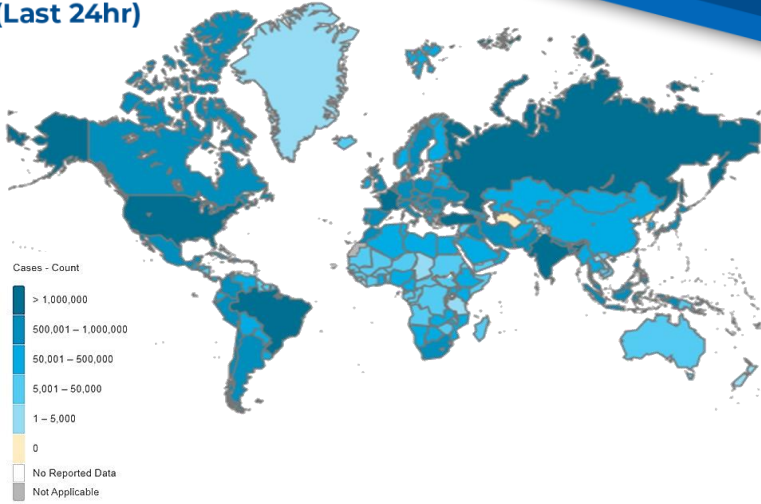 (Last 24hr)
Cases - Count
> 1,000,000
500,001 – 1,000,000
50,001 – 500,000
5,001 – 50,000
1 – 5,000
0
No Reported Data
Not Applicable